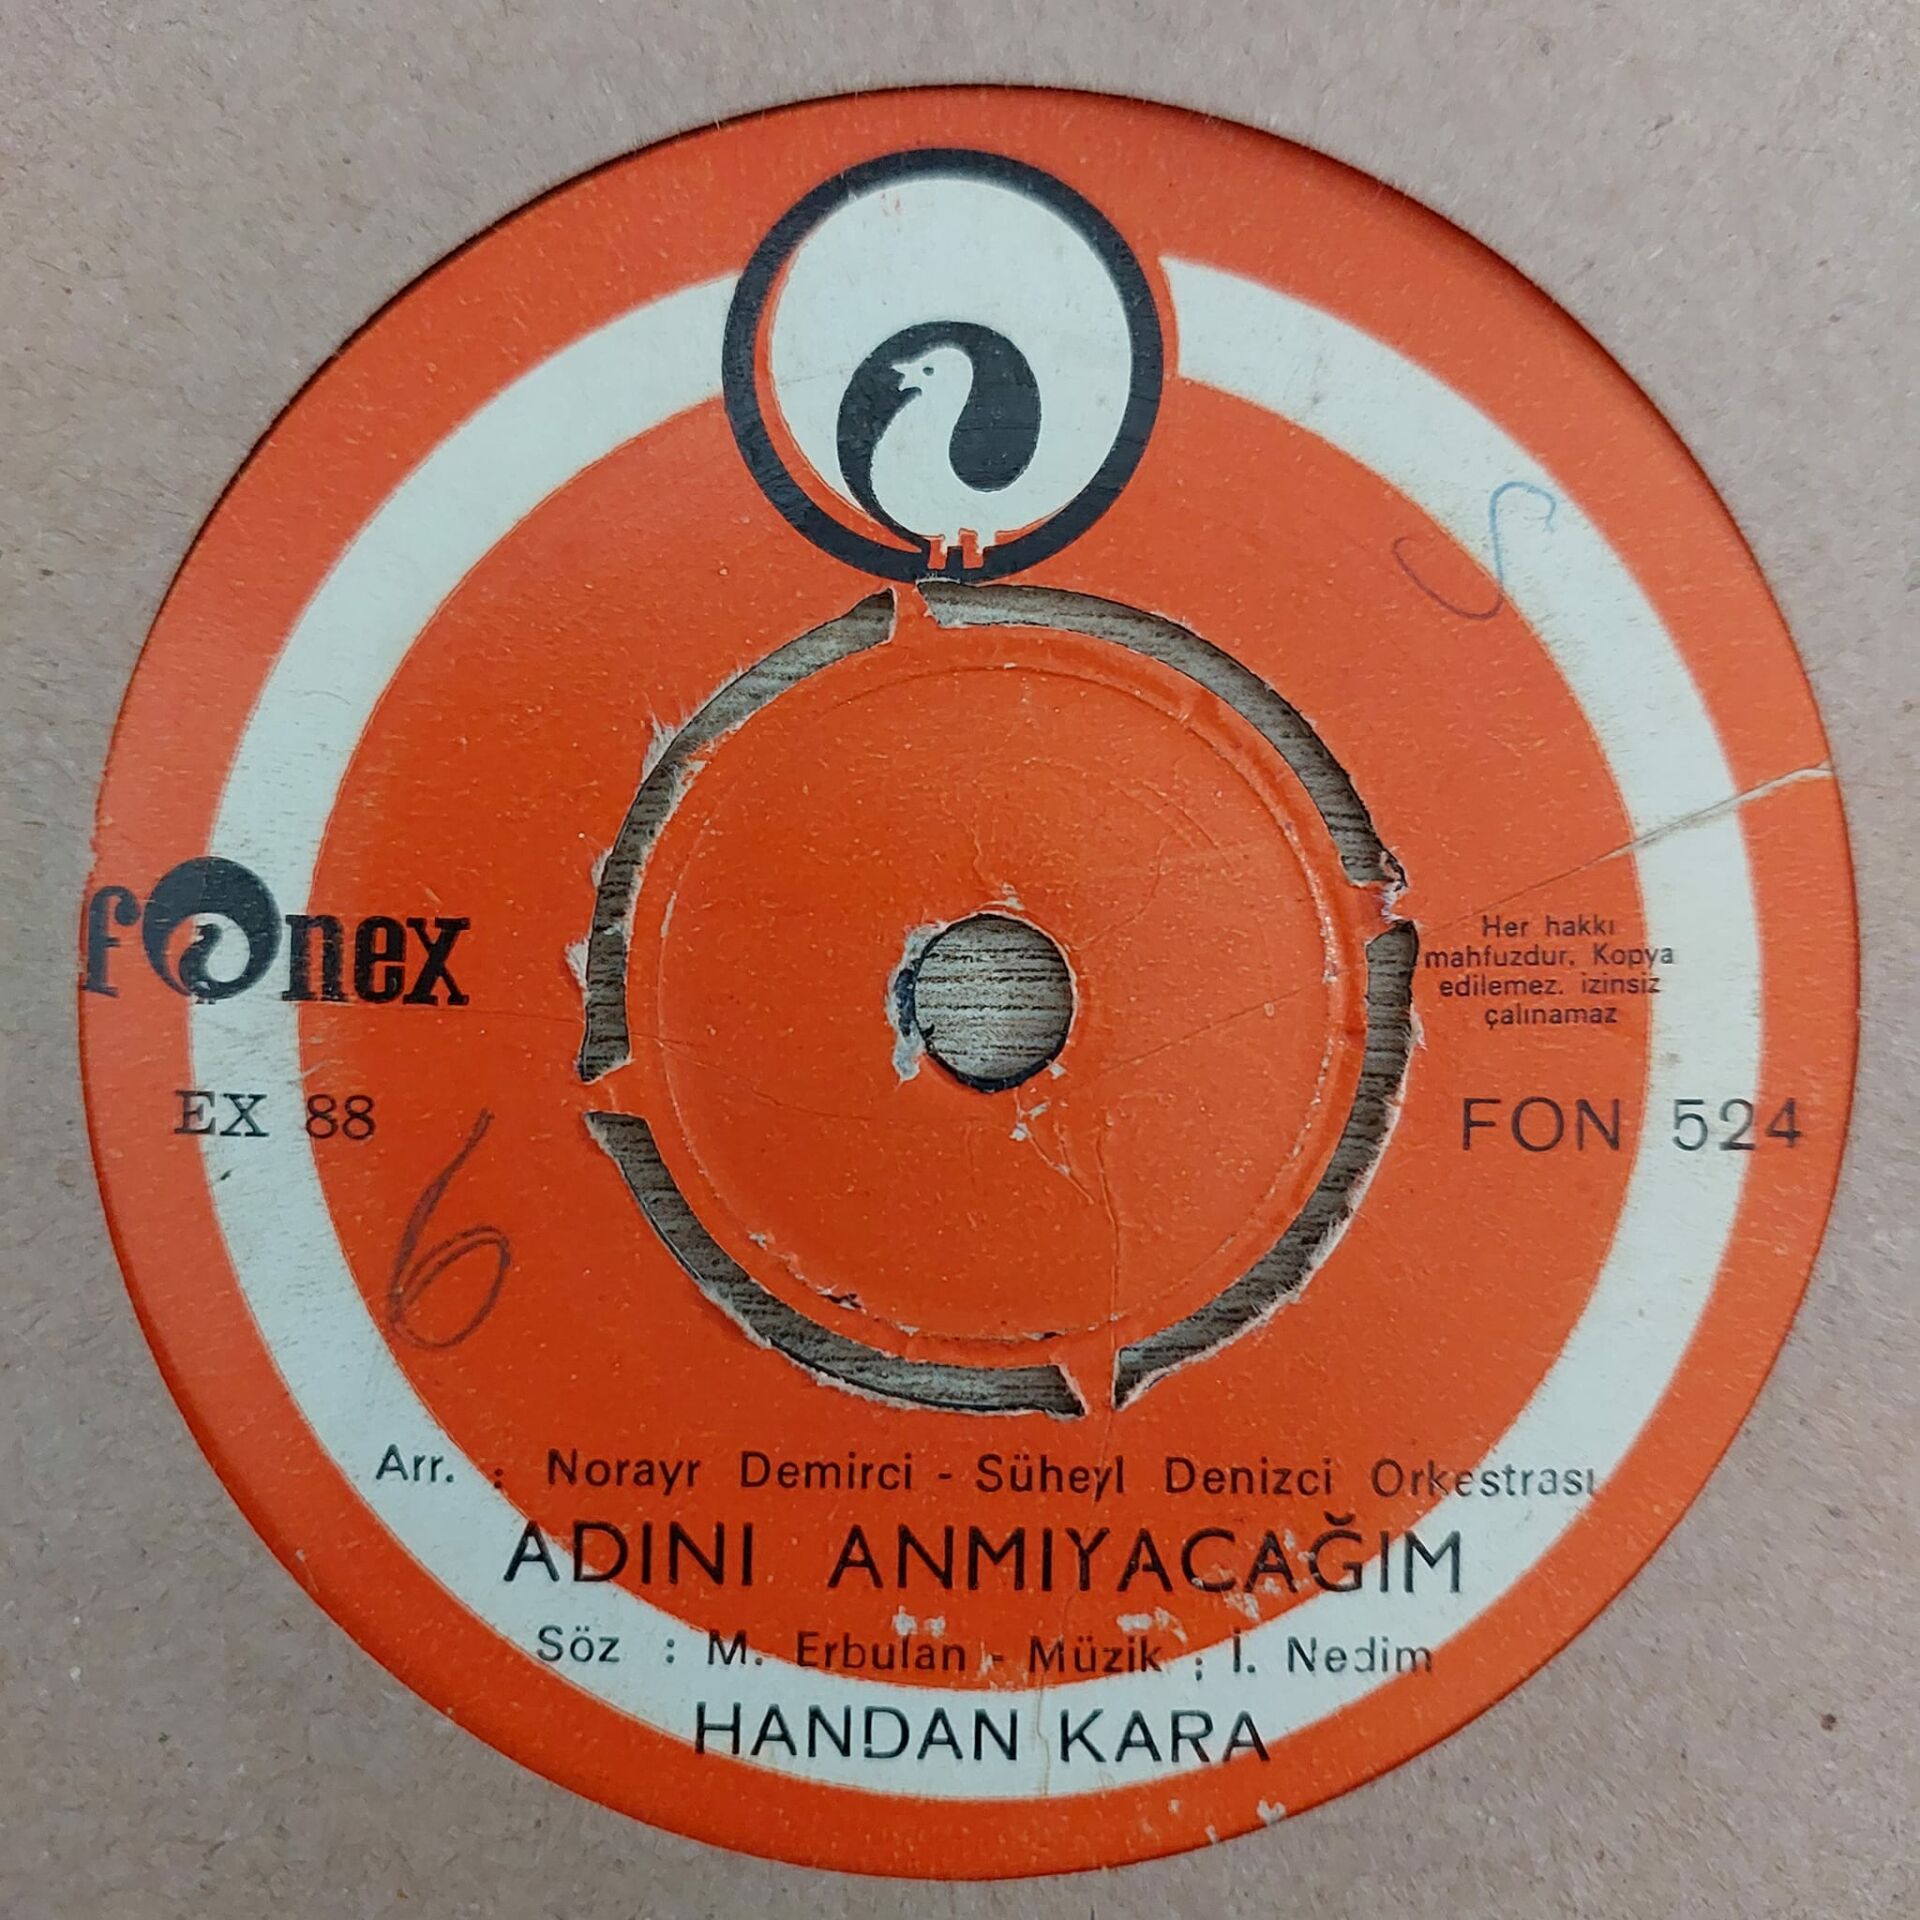 fonex
EX 88
6
Her hakkı
mahfuzdur. Kopya
edilemez. izinsiz
çalınamaz
FON 524
Arr. : Norayr Demirci - Süheyl Denizci Orkestrası
ADINI ANMIYACAĞIM
Söz : M. Erbulan - Müzik : İ. Nedim
HANDAN KARA